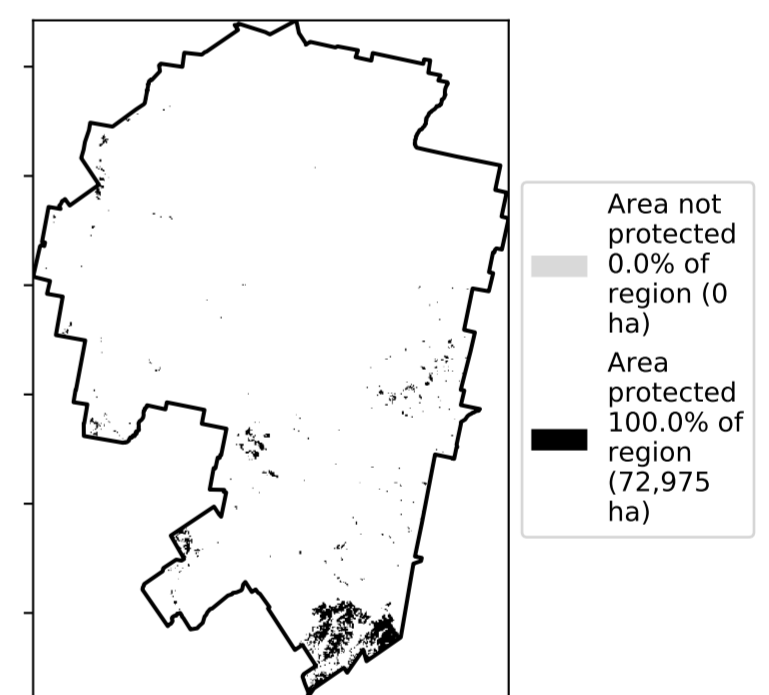 Area not
protected
0.0% of
region (0
ha)
Area
protected
100.0% of
region
(72,975
ha)